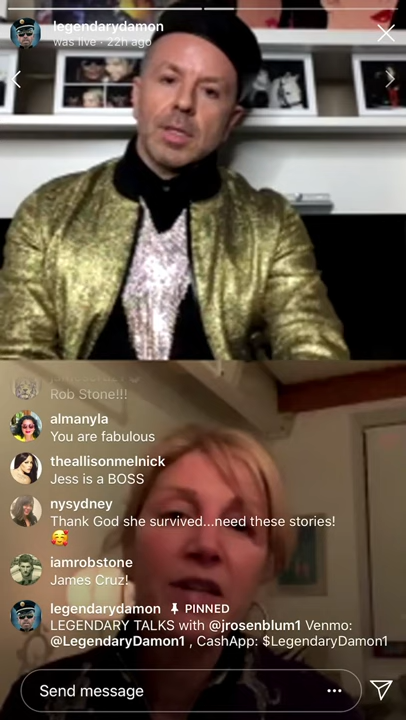 legendarydamon
was live · 22h ago
Rob Stone!!!
almanyla
You are fabulous
theallisonmelnick
Jess is a BOSS
nysydney
Thank God she survived...need these stories!
🥰
iamrobstone
James Cruz!
legendarydamon PINNED
LEGENDARY TALKS with @jrosenblum1 Venmo:
@LegendaryDamon1 , CashApp: $LegendaryDamon1
Send message